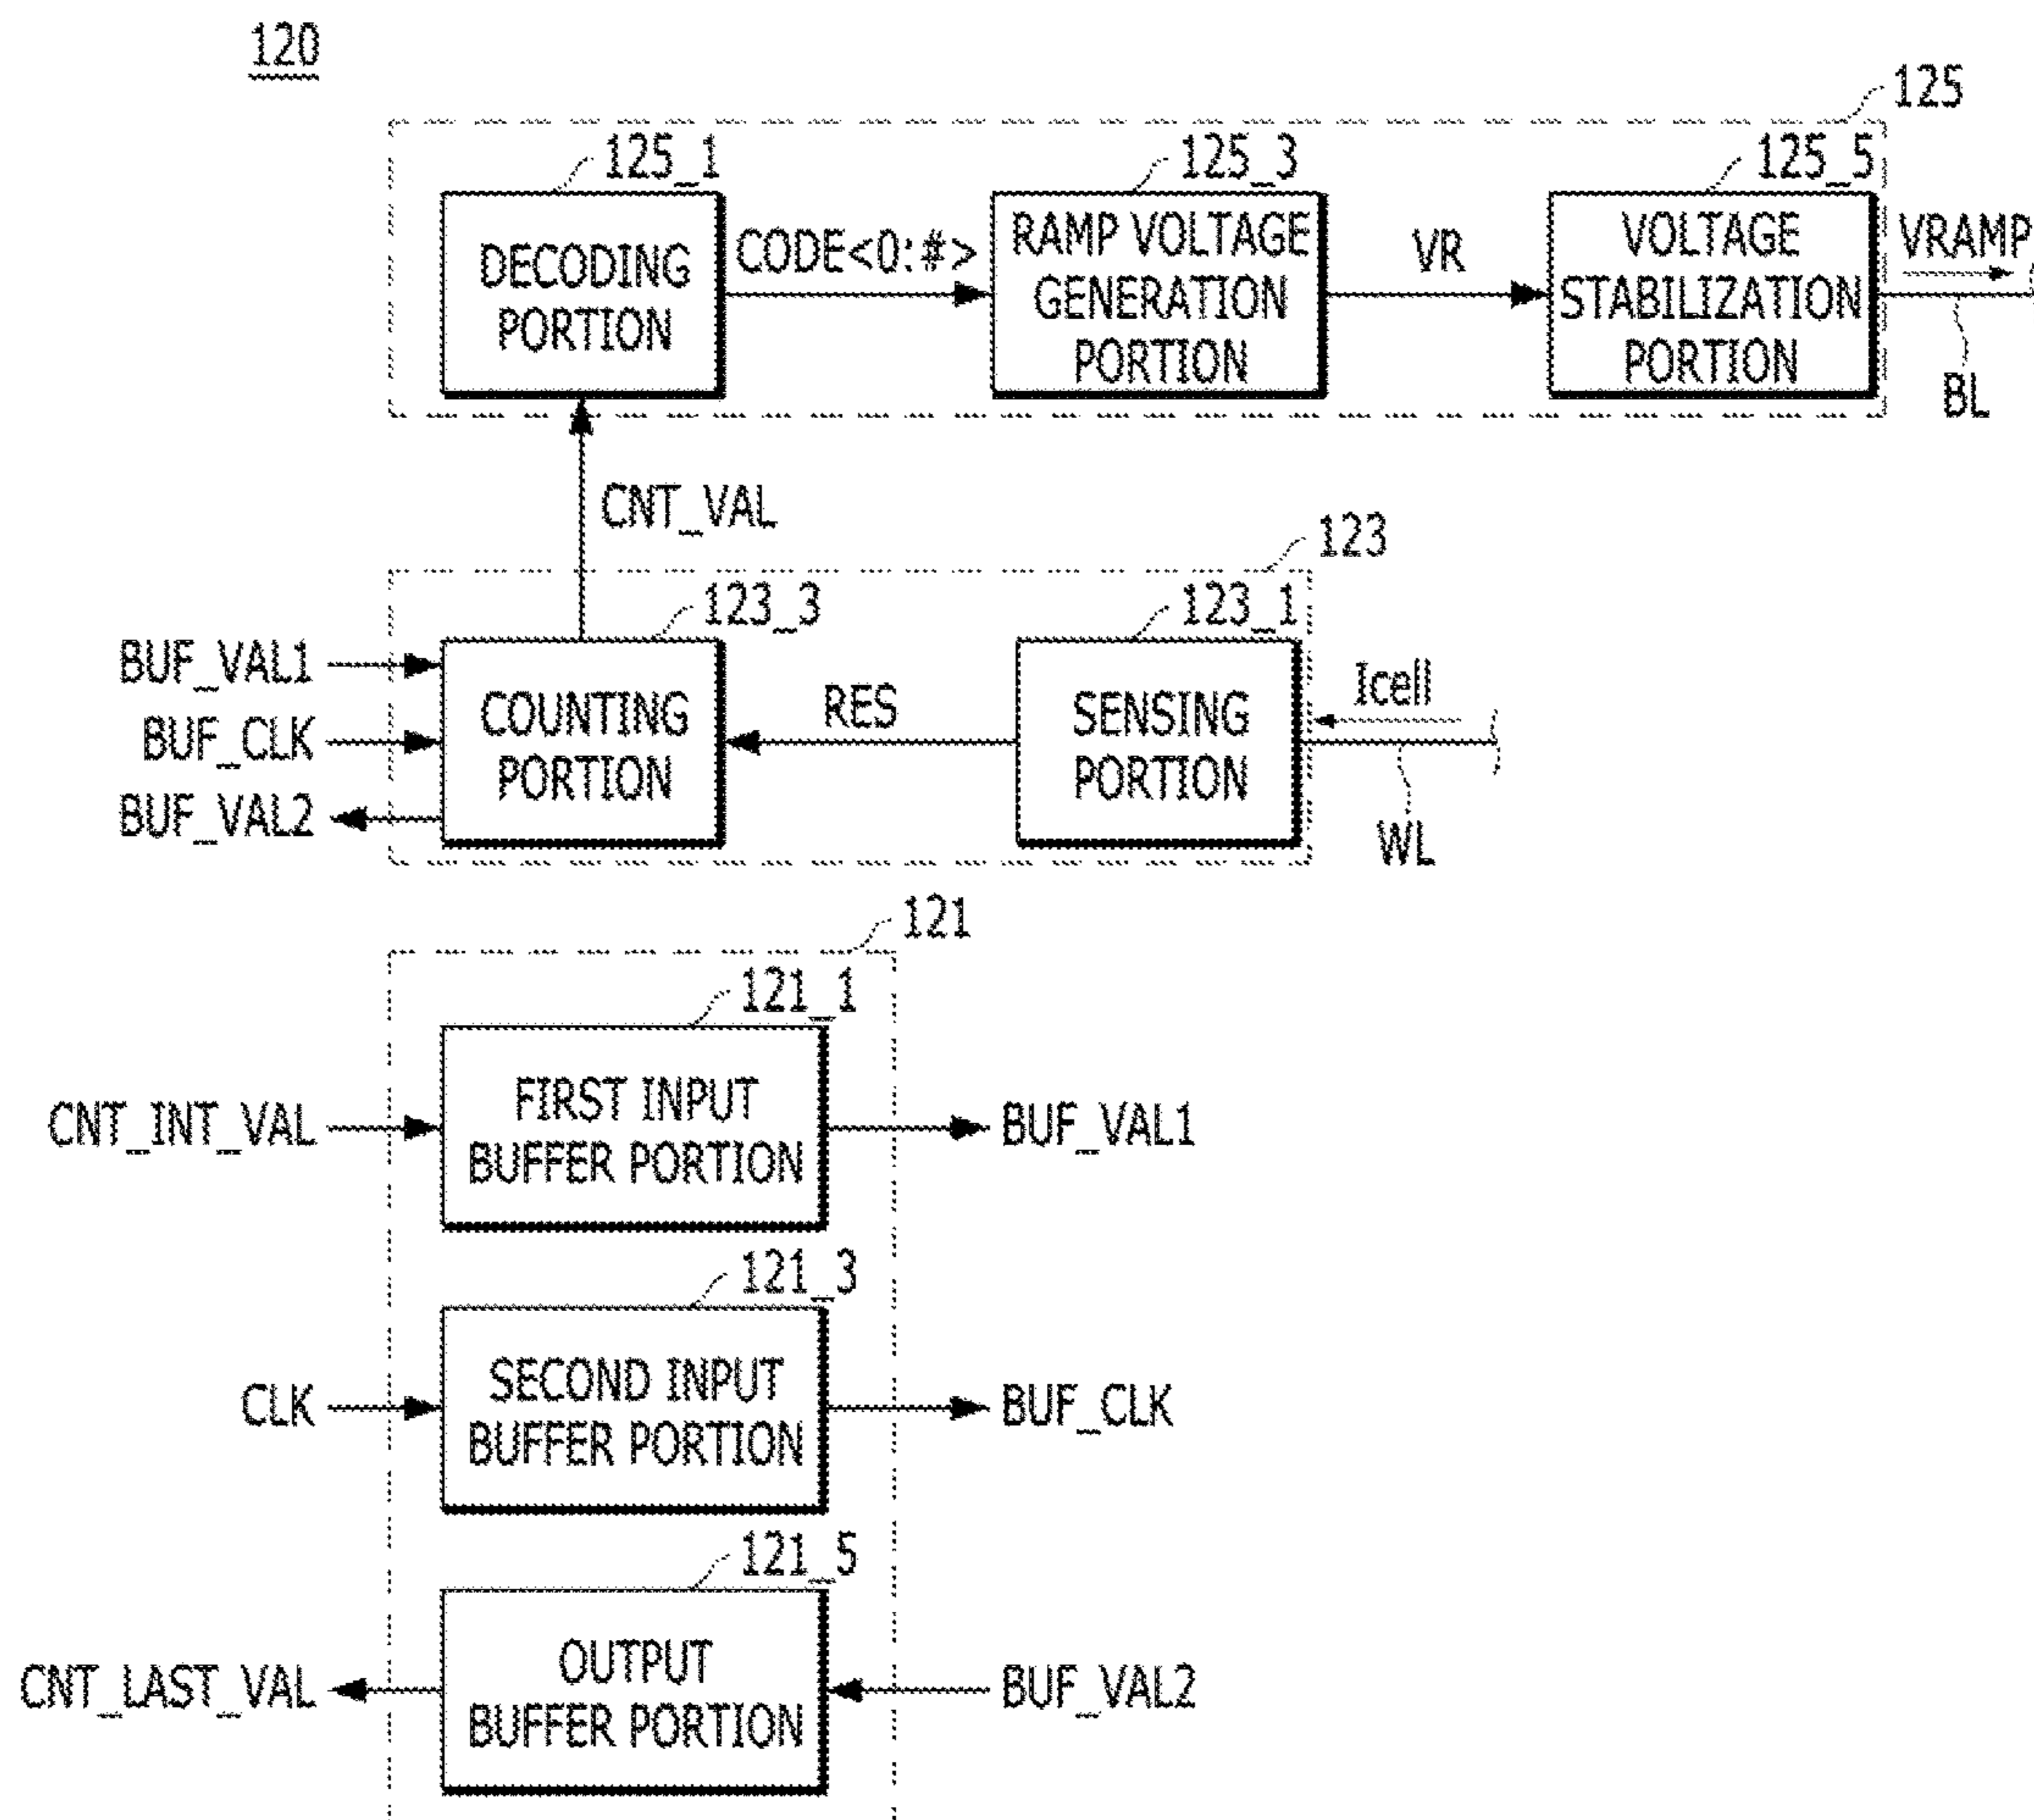 120
125
125_1
125_3
125_5
DECODING
PORTION
CODE<0:#>
RAMP VOLTAGE
GENERATION
PORTION
VR
VOLTAGE
STABILIZATION
PORTION
VRAMP
BL
CNT_VAL
123
123_3
123_1
BUF_VAL1
BUF_CLK
BUF_VAL2
COUNTING
PORTION
RES
SENSING
PORTION
Icell
WL
121
121_1
CNT_INT_VAL
FIRST INPUT
BUFFER PORTION
BUF_VAL1
121_3
CLK
SECOND INPUT
BUFFER PORTION
BUF_CLK
121_5
CNT_LAST_VAL
OUTPUT
BUFFER PORTION
BUF_VAL2